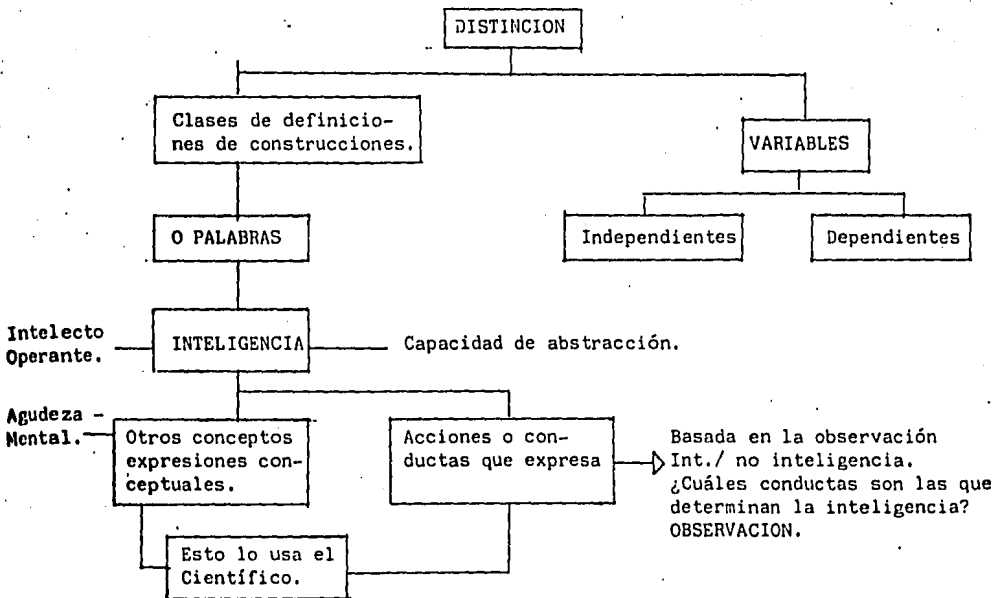 DISTINCION
Clases de definicio-
nes de construcciones.
VARIABLES
O PALABRAS
Independientes
Dependientes
Intelecto
Operante.
INTELIGENCIA
Capacidad de abstracción.
Agudeza -
Mental.
Otros conceptos
expresiones con-
ceptuales.
Acciones o con-
ductas que expresa
Basada en la observación
Int./ no inteligencia.
¿Cuáles conductas son las que
determinan la inteligencia?
OBSERVACION.
Esto lo usa el
Científico.